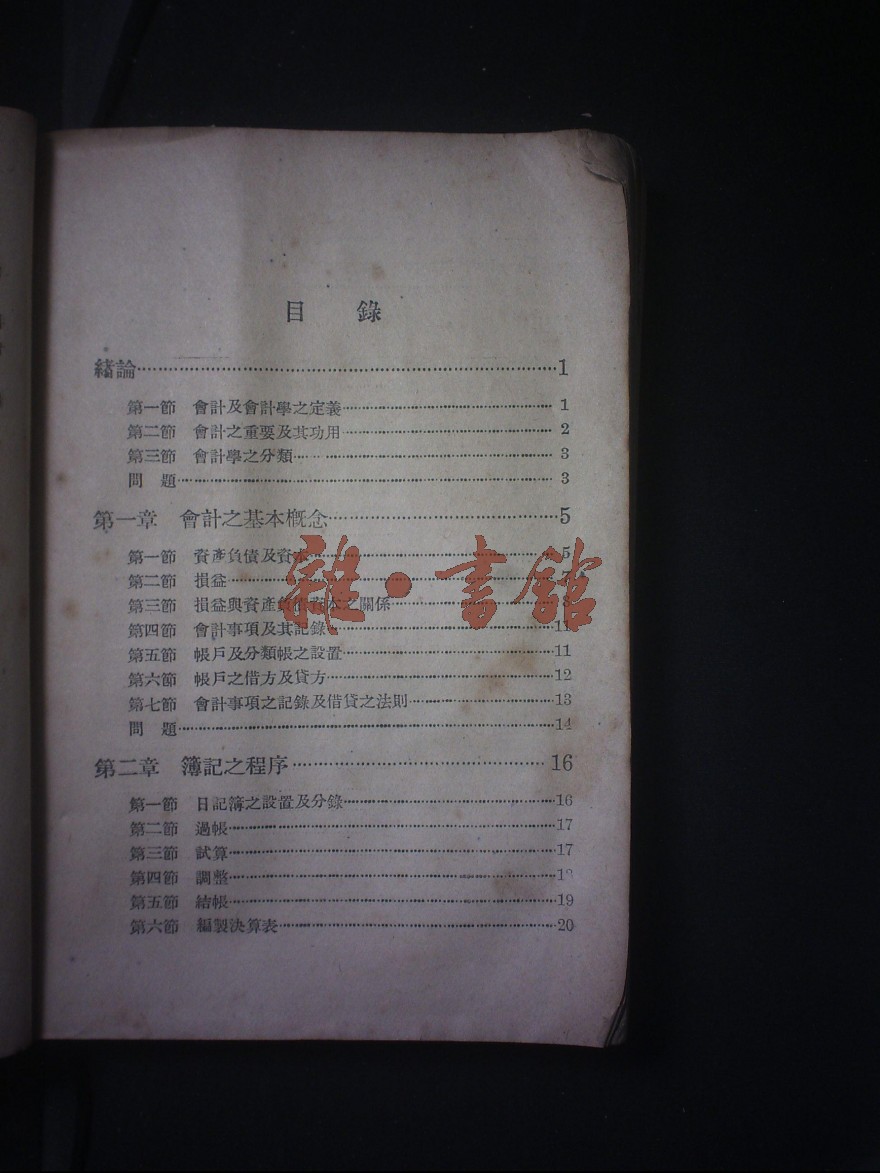 目　錄
緒論………1
第一節　會計及會計學之定義………1
第二節　會計之重要及其功用………2
第三節　會計學之分類………3
問　題………3
第一章　會計之基本概念………5
第一節　資產負債及資本………5
第二節　損益………
第三節　損益與資產負債資本之關係………
第四節　會計事項及其記錄………11
第五節　帳戶及分類帳之設置………11
第六節　帳戶之借方及貸方………12
第七節　會計事項之記錄及借貸之法則………13
問　題………14
第二章　簿記之程序………16
第一節　日記簿之設置及分錄………16
第二節　過帳………17
第三節　試算………17
第四節　調整………
第五節　結帳………19
第六節　編製決算表………20
雜·書館